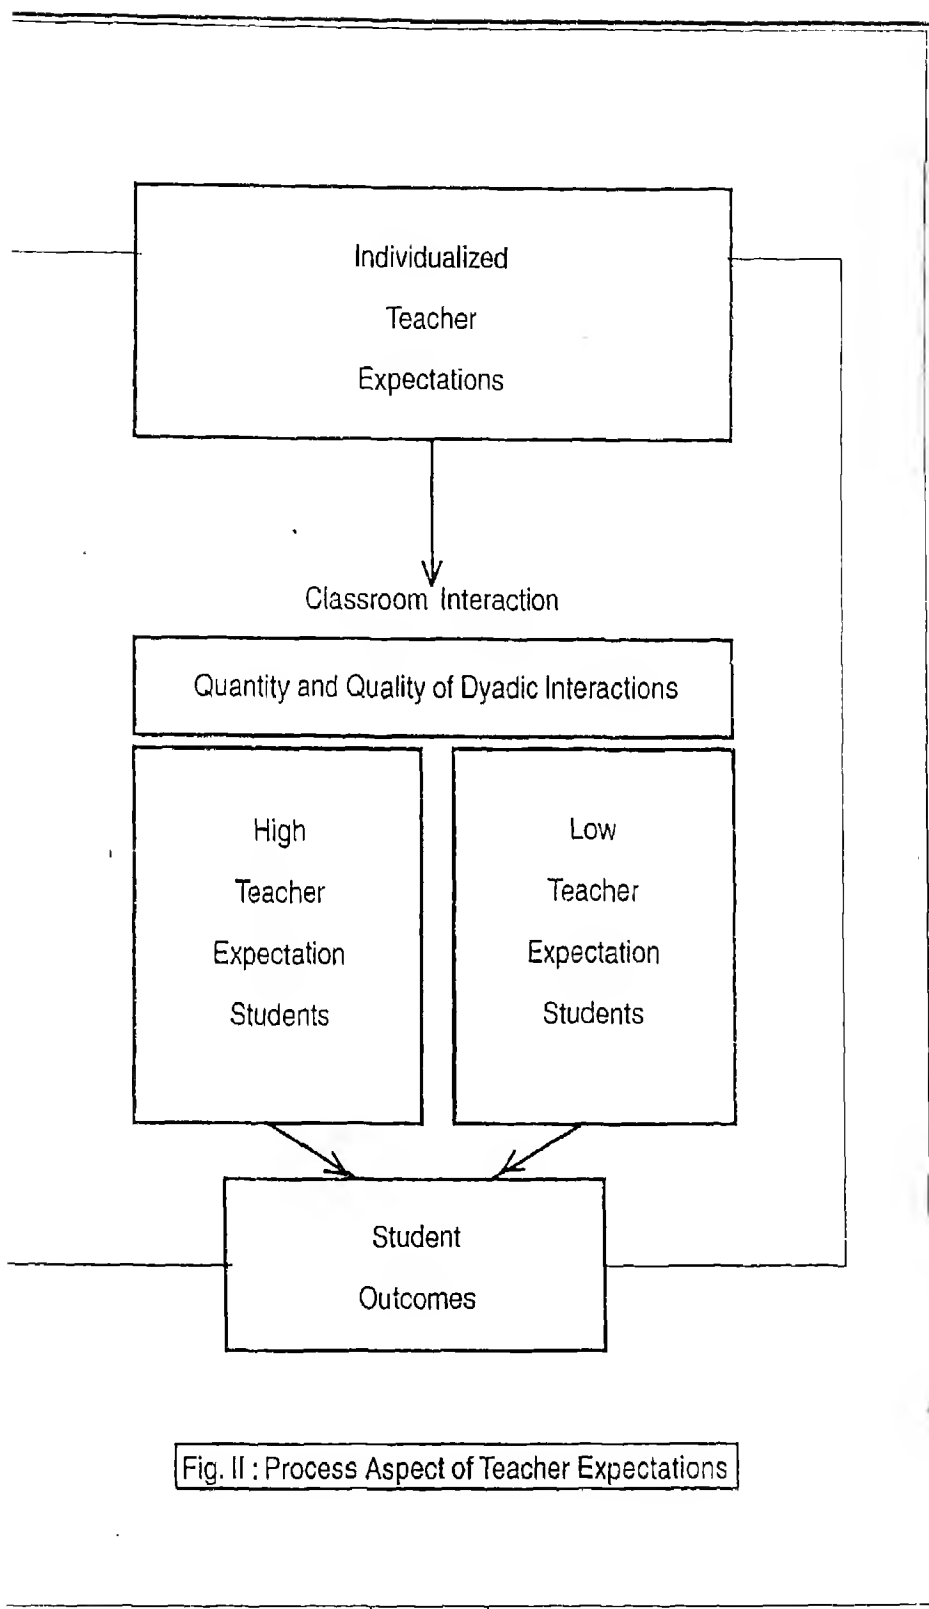 Individualized
Teacher
Expectations
Classroom Interaction
Quantity and Quality of Dyadic Interactions
High
Teacher
Expectation
Students
Low
Teacher
Expectation
Students
Student
Outcomes
Fig. II : Process Aspect of Teacher Expectations